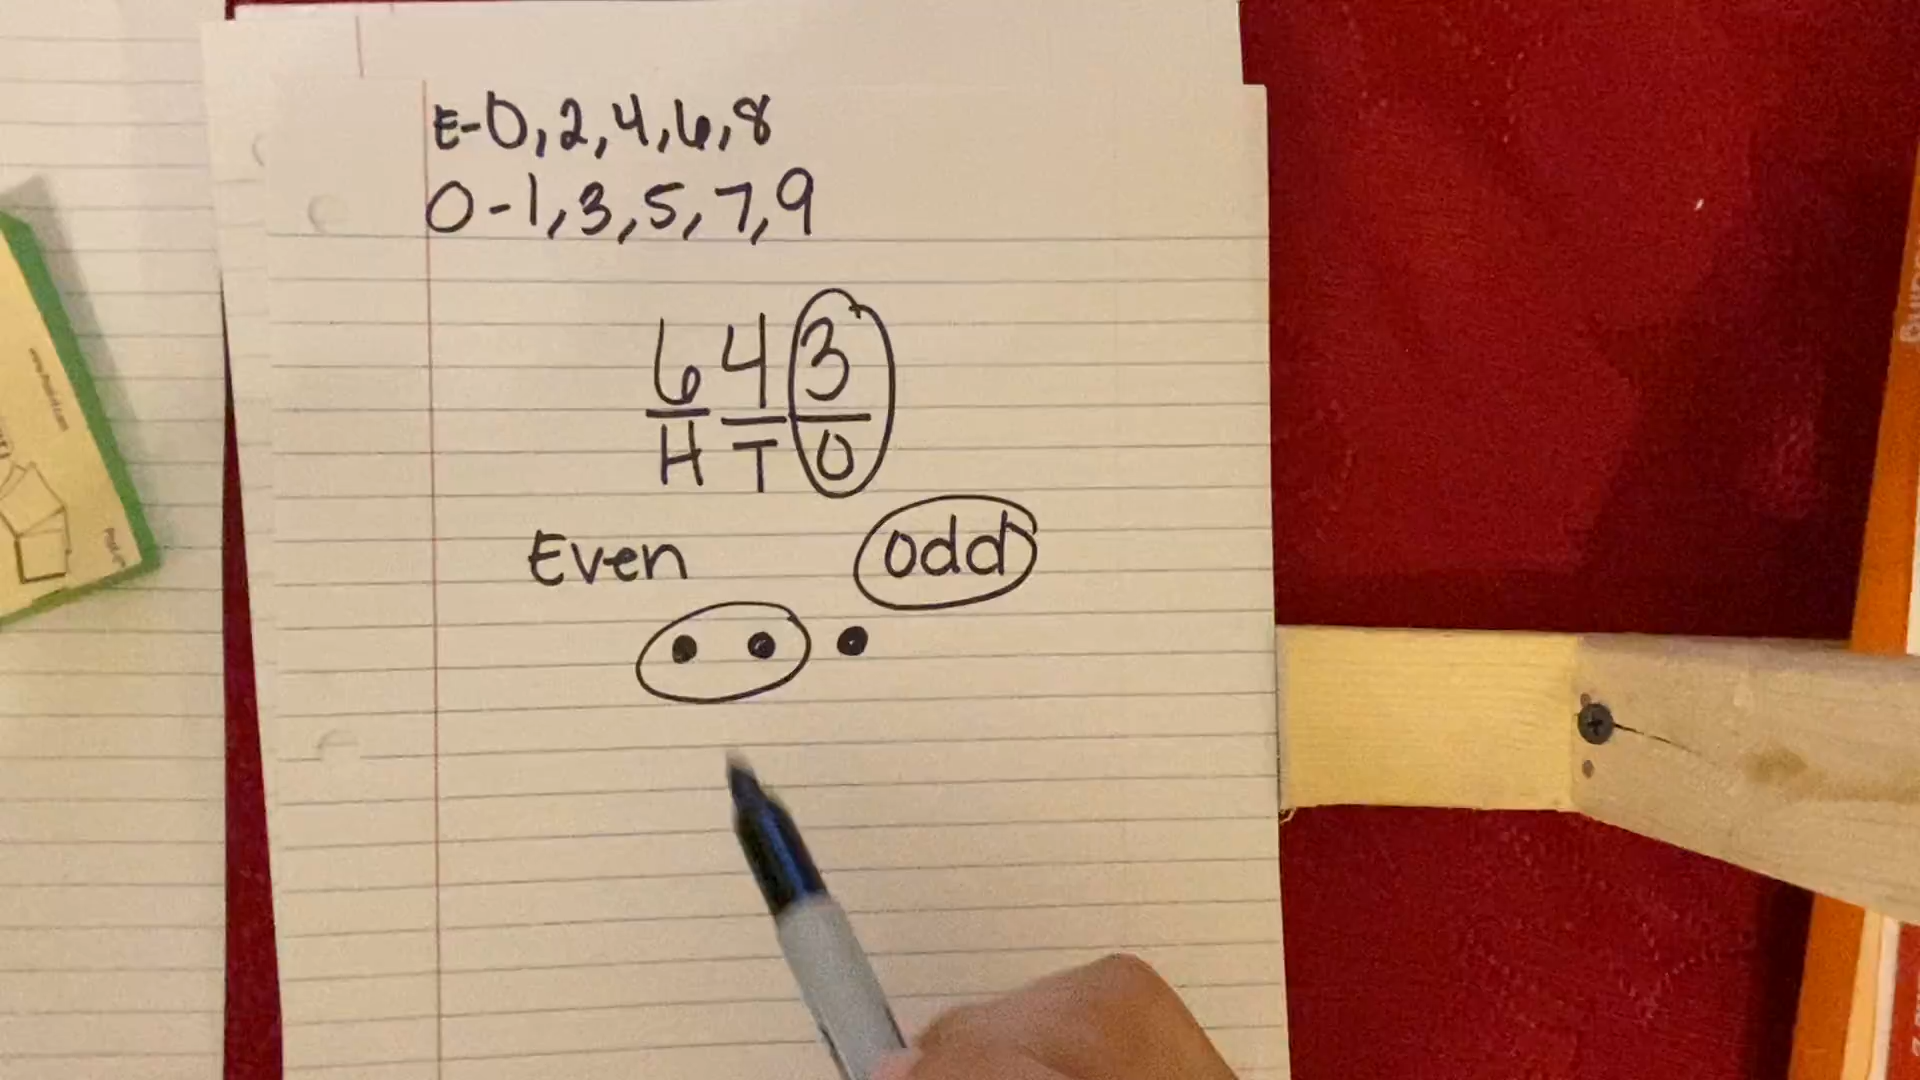 E-0, 2, 4, 6, 8
O-1, 3, 5, 7, 9
6 4 3
H T O
Even odd